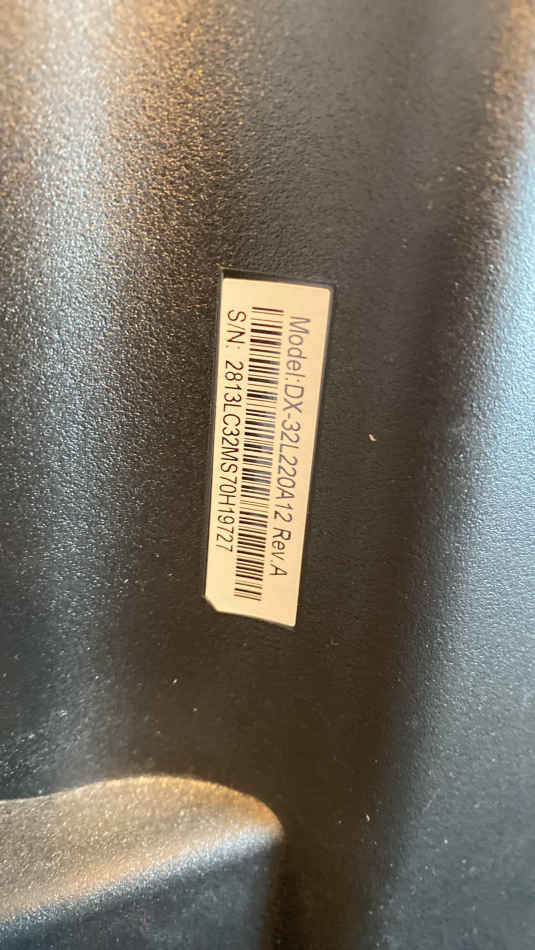 Model:DX-32L220A12 Rev.A
S/N: 2813LC32MS70H19727